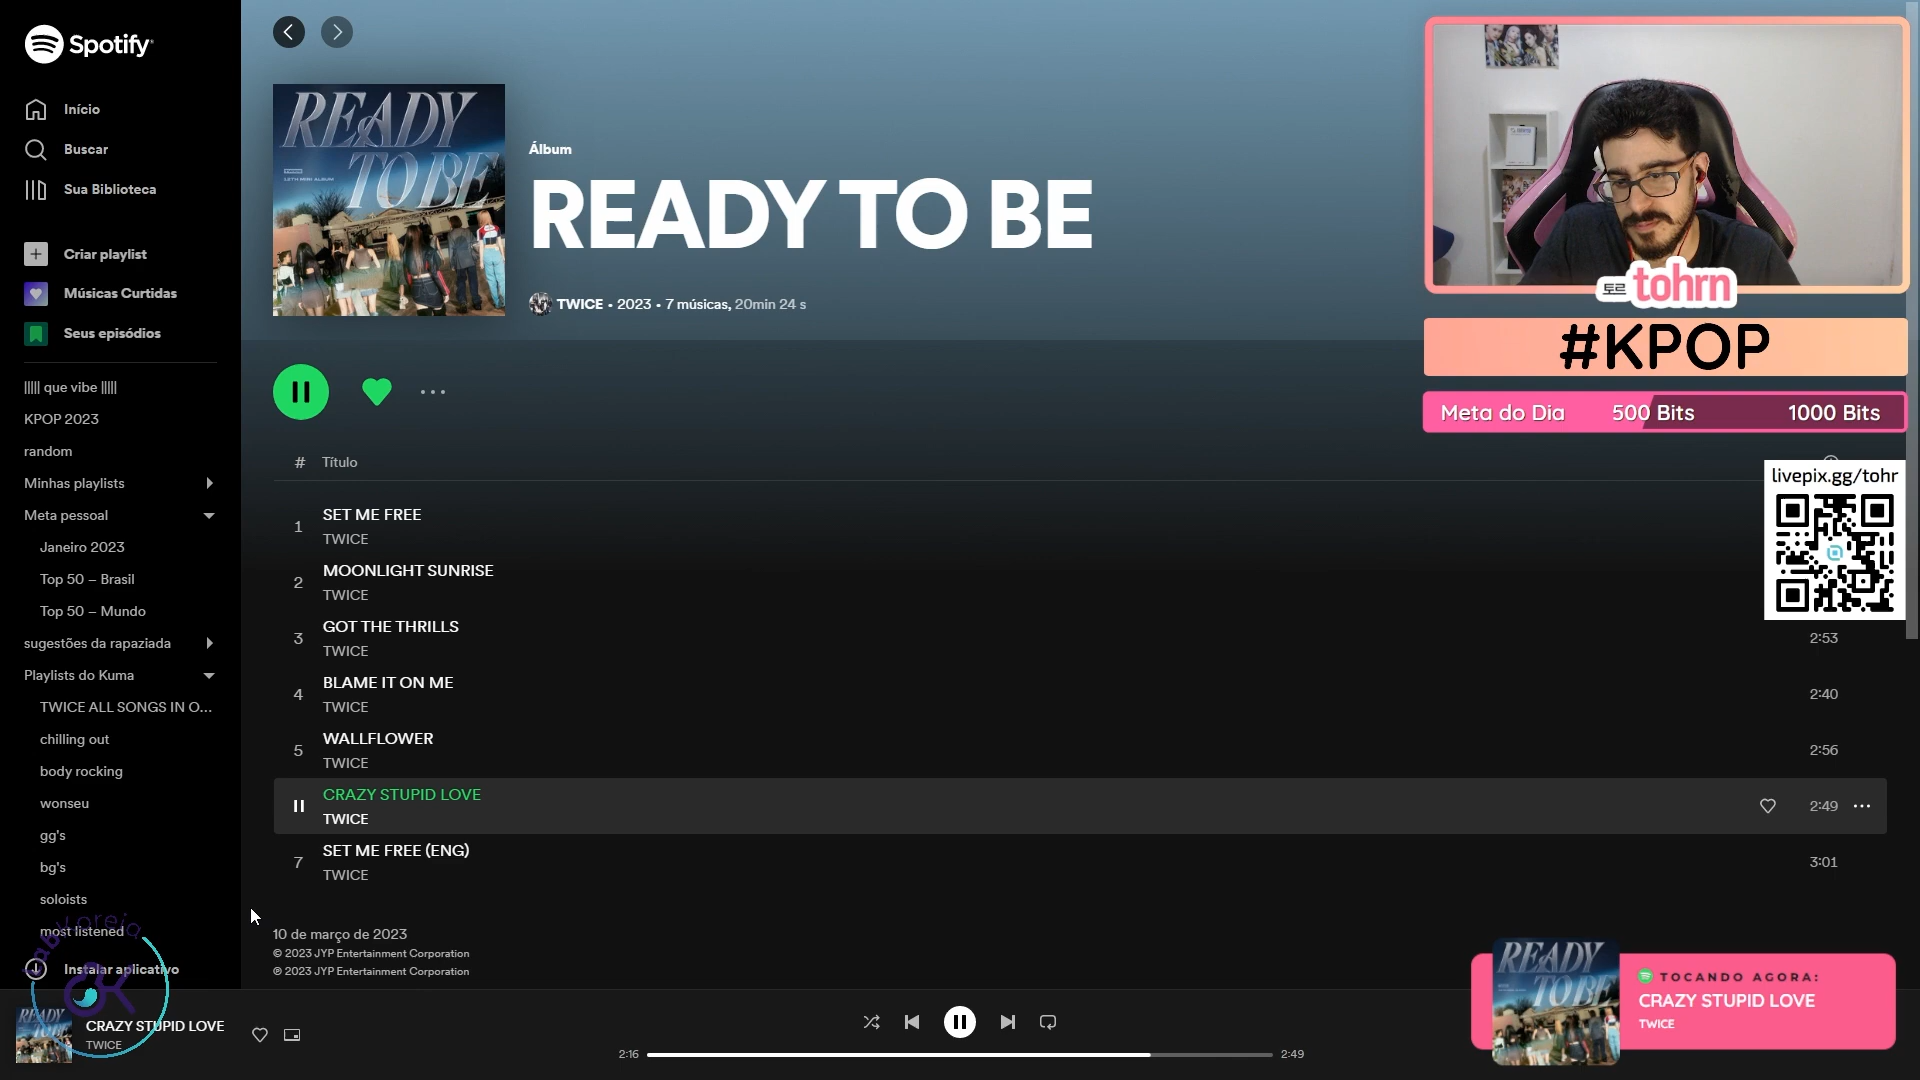 Spotify
Início
Buscar
Sua Biblioteca
Criar playlist
Músicas Curtidas
Seus episódios
||||| que vibe |||||
KPOP 2023
random
Minhas playlists
Meta pessoal
Janeiro 2023
Top 50 – Brasil
Top 50 – Mundo
sugestões da rapaziada
Playlists do Kuma
TWICE ALL SONGS IN O...
chilling out
body rocking
wonseu
gg's
bg's
soloists
most listened
Instalar aplicativo
READY
TO BE
12TH MINI ALBUM
Álbum
READY TO BE
TWICE • 2023 • 7 músicas, 20min 24 s
# Título
1 SET ME FREE
TWICE
2 MOONLIGHT SUNRISE
TWICE
3 GOT THE THRILLS 2:53
TWICE
4 BLAME IT ON ME 2:40
TWICE
5 WALLFLOWER 2:56
TWICE
CRAZY STUPID LOVE 2:49
TWICE
7 SET ME FREE (ENG) 3:01
TWICE
10 de março de 2023
© 2023 JYP Entertainment Corporation
℗ 2023 JYP Entertainment Corporation
토르 tohrn
#KPOP
Meta do Dia 500 Bits 1000 Bits
livepix.gg/tohr
READY
CRAZY STUPID LOVE
TWICE
2:16
2:49
READY
TO BE
TOCANDO AGORA:
CRAZY STUPID LOVE
TWICE